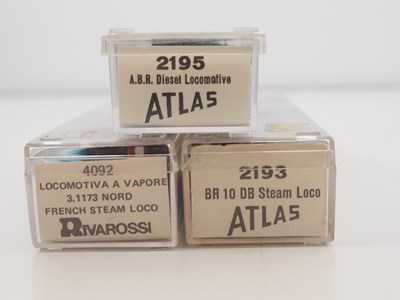 2195
A.B.R. Diesel Locomotive
ATLAS
4092
LOCOMOTIVA A VAPORE
3.1173 NORD
FRENCH STEAM LOCO
RIVAROSSI
2193
BR 10 DB Steam Loco
ATLAS